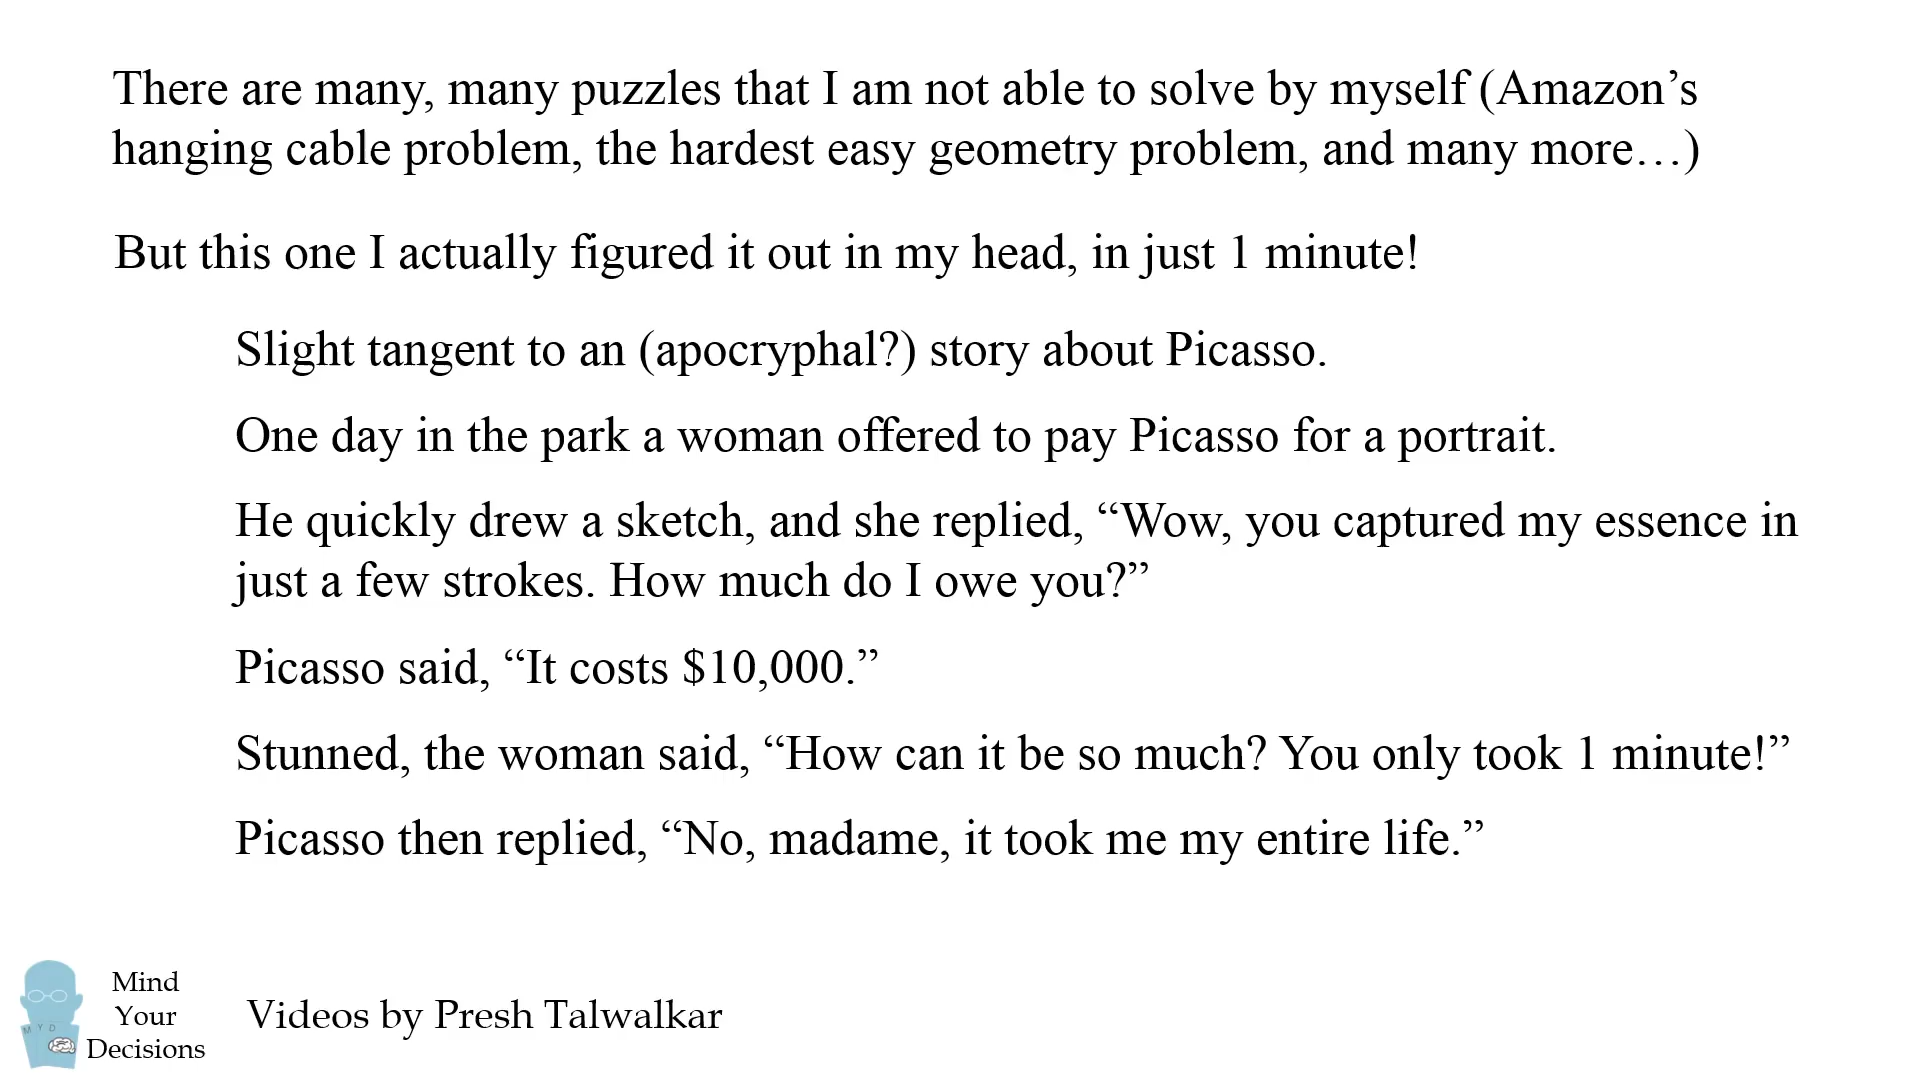 There are many, many puzzles that I am not able to solve by myself (Amazon’s
hanging cable problem, the hardest easy geometry problem, and many more…)
But this one I actually figured it out in my head, in just 1 minute!
Slight tangent to an (apocryphal?) story about Picasso.
One day in the park a woman offered to pay Picasso for a portrait.
He quickly drew a sketch, and she replied, “Wow, you captured my essence in
just a few strokes. How much do I owe you?”
Picasso said, “It costs $10,000.”
Stunned, the woman said, “How can it be so much? You only took 1 minute!”
Picasso then replied, “No, madame, it took me my entire life.”
M Y D
Mind
Your
Decisions
Videos by Presh Talwalkar